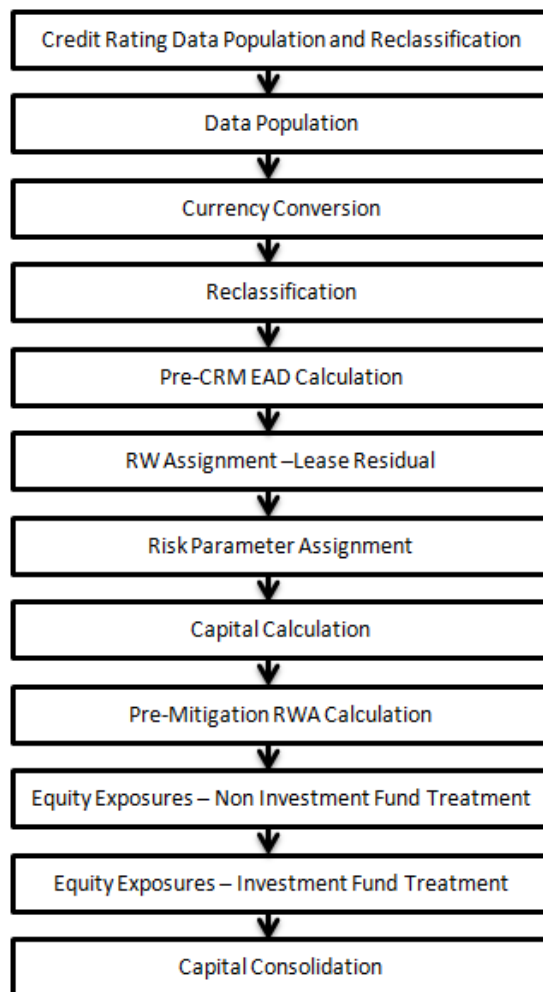 Credit Rating Data Population and Reclassification
Data Population
Currency Conversion
Reclassification
Pre-CRM EAD Calculation
RW Assignment –Lease Residual
Risk Parameter Assignment
Capital Calculation
Pre-Mitigation RWA Calculation
Equity Exposures – Non Investment Fund Treatment
Equity Exposures – Investment Fund Treatment
Capital Consolidation